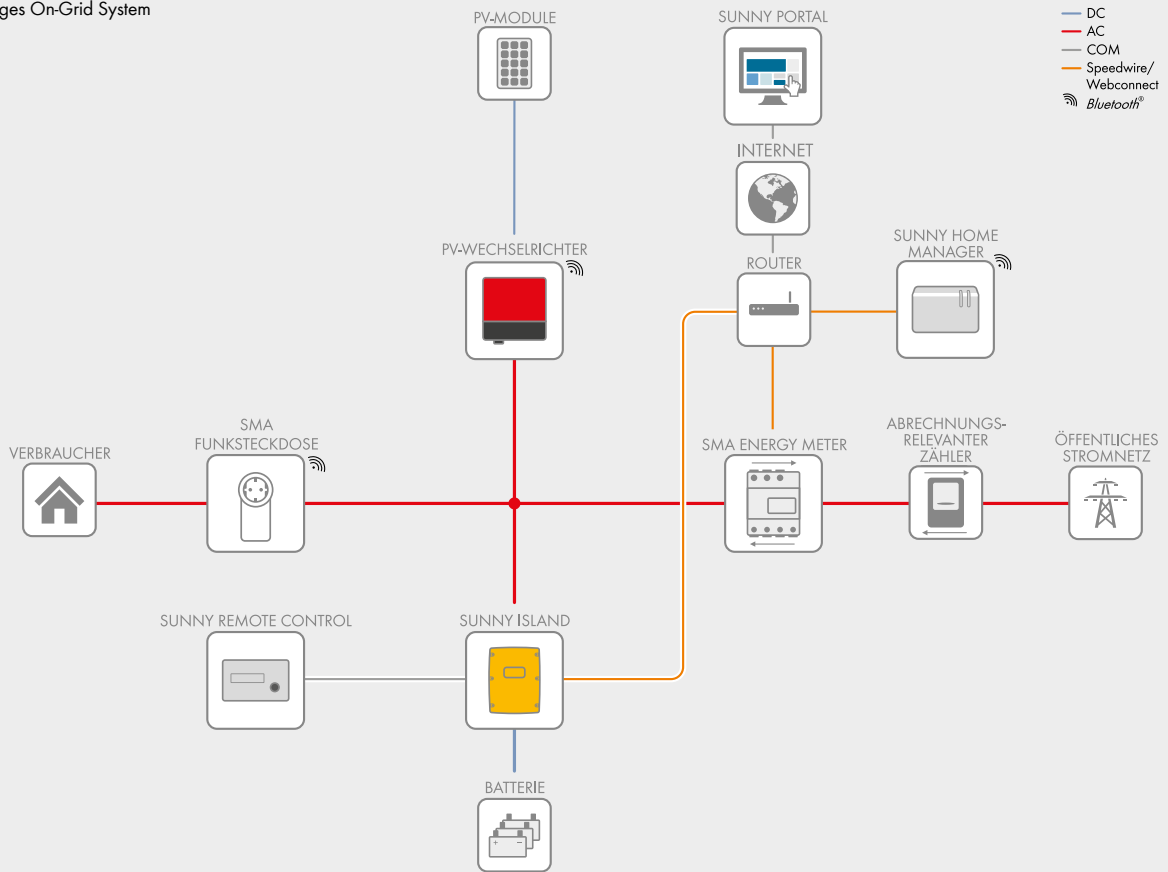 On-Grid System
PV-MODULE
SUNNY PORTAL
DC
AC
COM
Speedwire/
Webconnect
Bluetooth®
INTERNET
PV-WECHSELRICHTER
ROUTER
SUNNY HOME
MANAGER
VERBRAUCHER
SMA
FUNKSTECKDOSE
SMA ENERGY METER
ABRECHNUNGS-
RELEVANTER
ZÄHLER
ÖFFENTLICHES
STROMNETZ
SUNNY REMOTE CONTROL
SUNNY ISLAND
BATTERIE